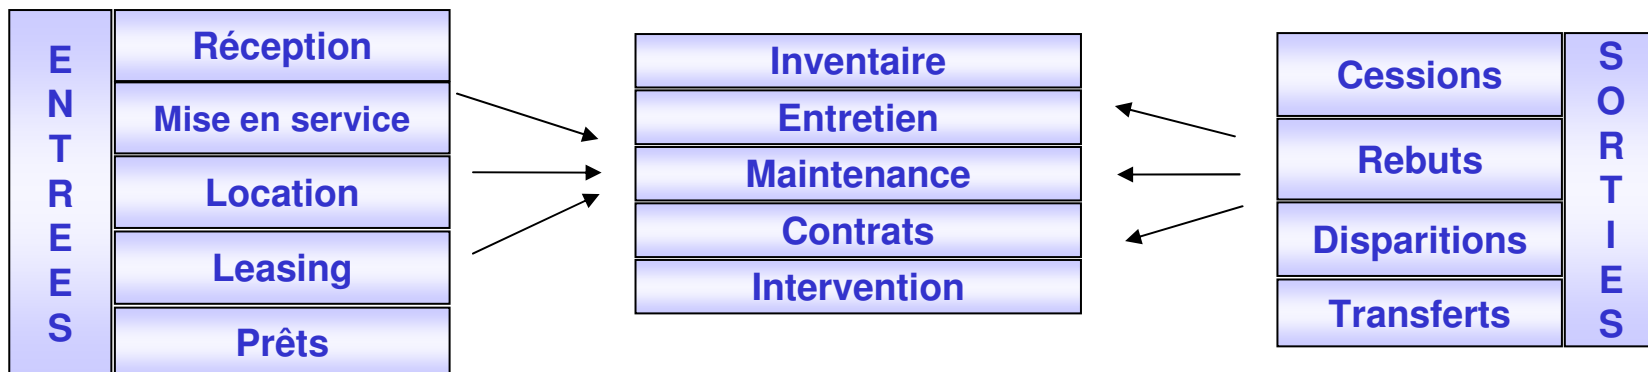 ENTREES
Réception
Mise en service
Location
Leasing
Prêts
Inventaire
Entretien
Maintenance
Contrats
Intervention
Cessions
Rebuts
Disparitions
Transferts
SORTIES